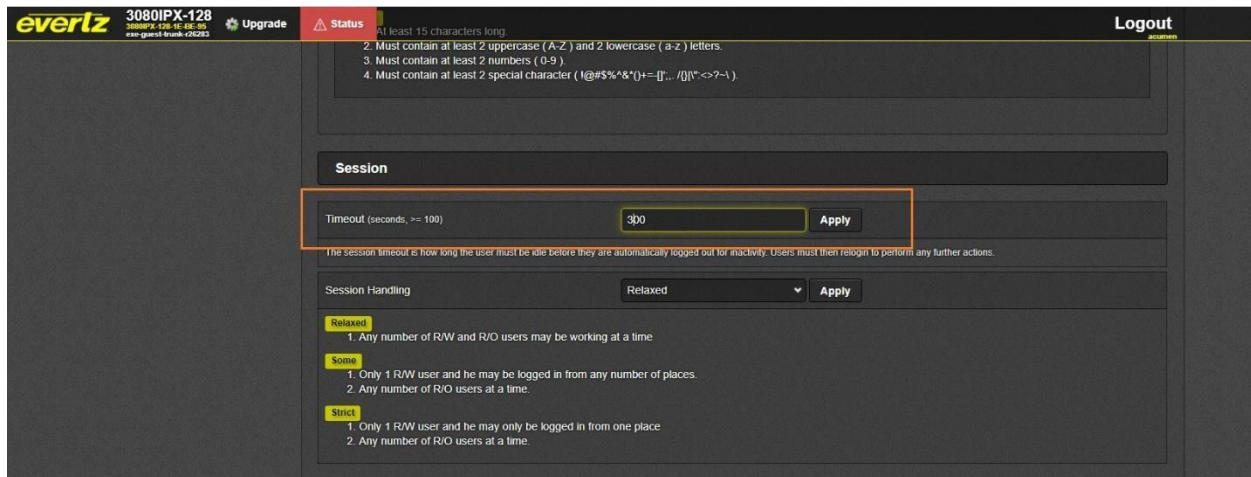 evertz
3080IPX-128
3080IPX-128-1E-BE-95
exe-guest-trunk-r26283
Upgrade
Status
Logout
acumen
At least 15 characters long.
2. Must contain at least 2 uppercase ( A-Z ) and 2 lowercase ( a-z ) letters.
3. Must contain at least 2 numbers ( 0-9 ).
4. Must contain at least 2 special character ( !@#$%^&*()+=-[]';,. /{}|\":<>?~\ ).
Session
Timeout (seconds, >= 100)
300
Apply
The session timeout is how long the user must be idle before they are automatically logged out for inactivity. Users must then relogin to perform any further actions.
Session Handling
Relaxed
Apply
Relaxed
1. Any number of R/W and R/O users may be working at a time
Some
1. Only 1 R/W user and he may be logged in from any number of places.
2. Any number of R/O users at a time.
Strict
1. Only 1 R/W user and he may only be logged in from one place
2. Any number of R/O users at a time.